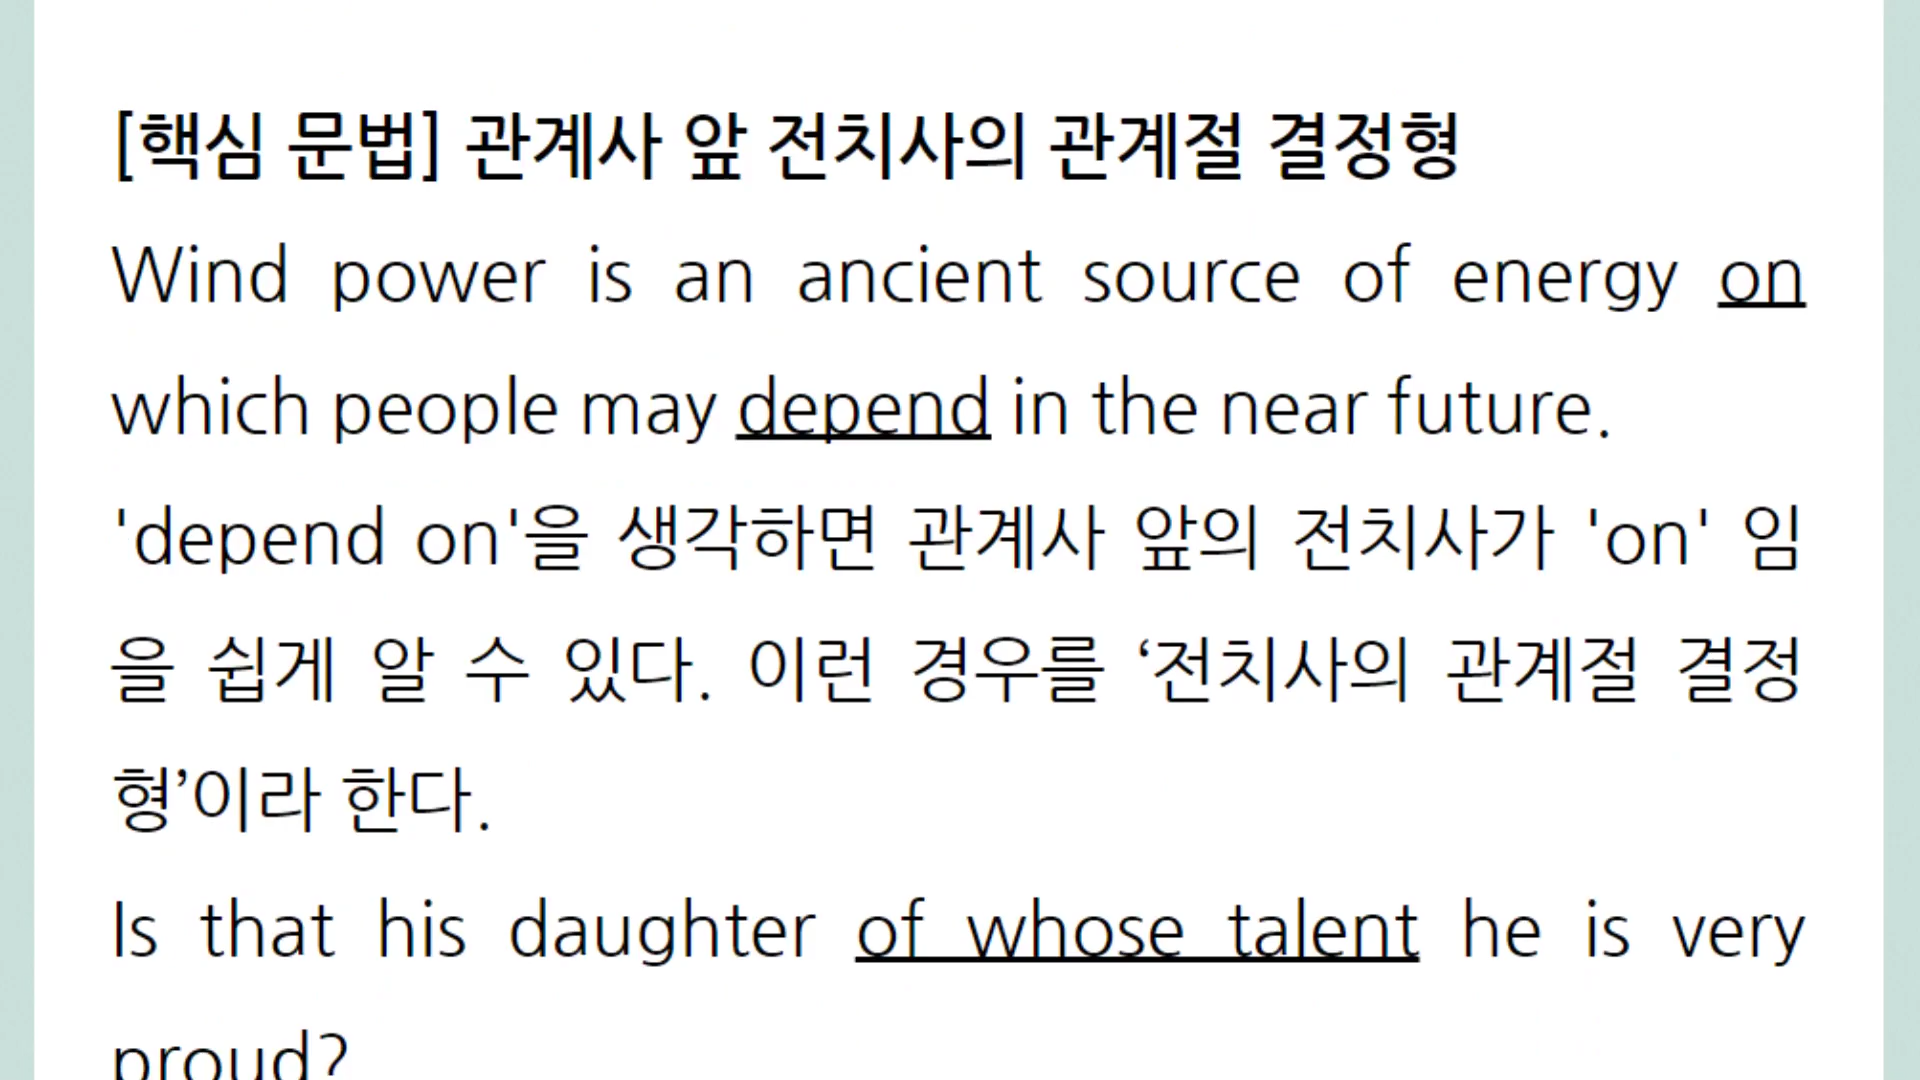 [핵심 문법] 관계사 앞 전치사의 관계절 결정형
Wind power is an ancient source of energy on
which people may depend in the near future.
'depend on'을 생각하면 관계사 앞의 전치사가 'on' 임
을 쉽게 알 수 있다. 이런 경우를 ‘전치사의 관계절 결정
형’이라 한다.
Is that his daughter of whose talent he is very
proud?